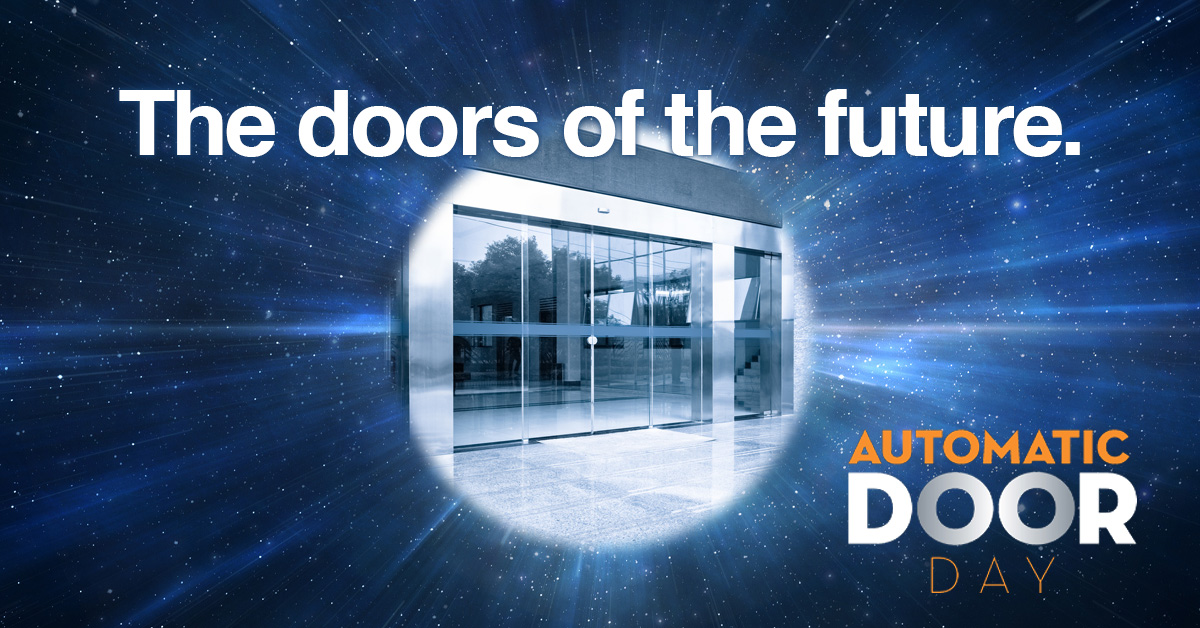 The doors of the future.
AUTOMATIC
DOOR
DAY